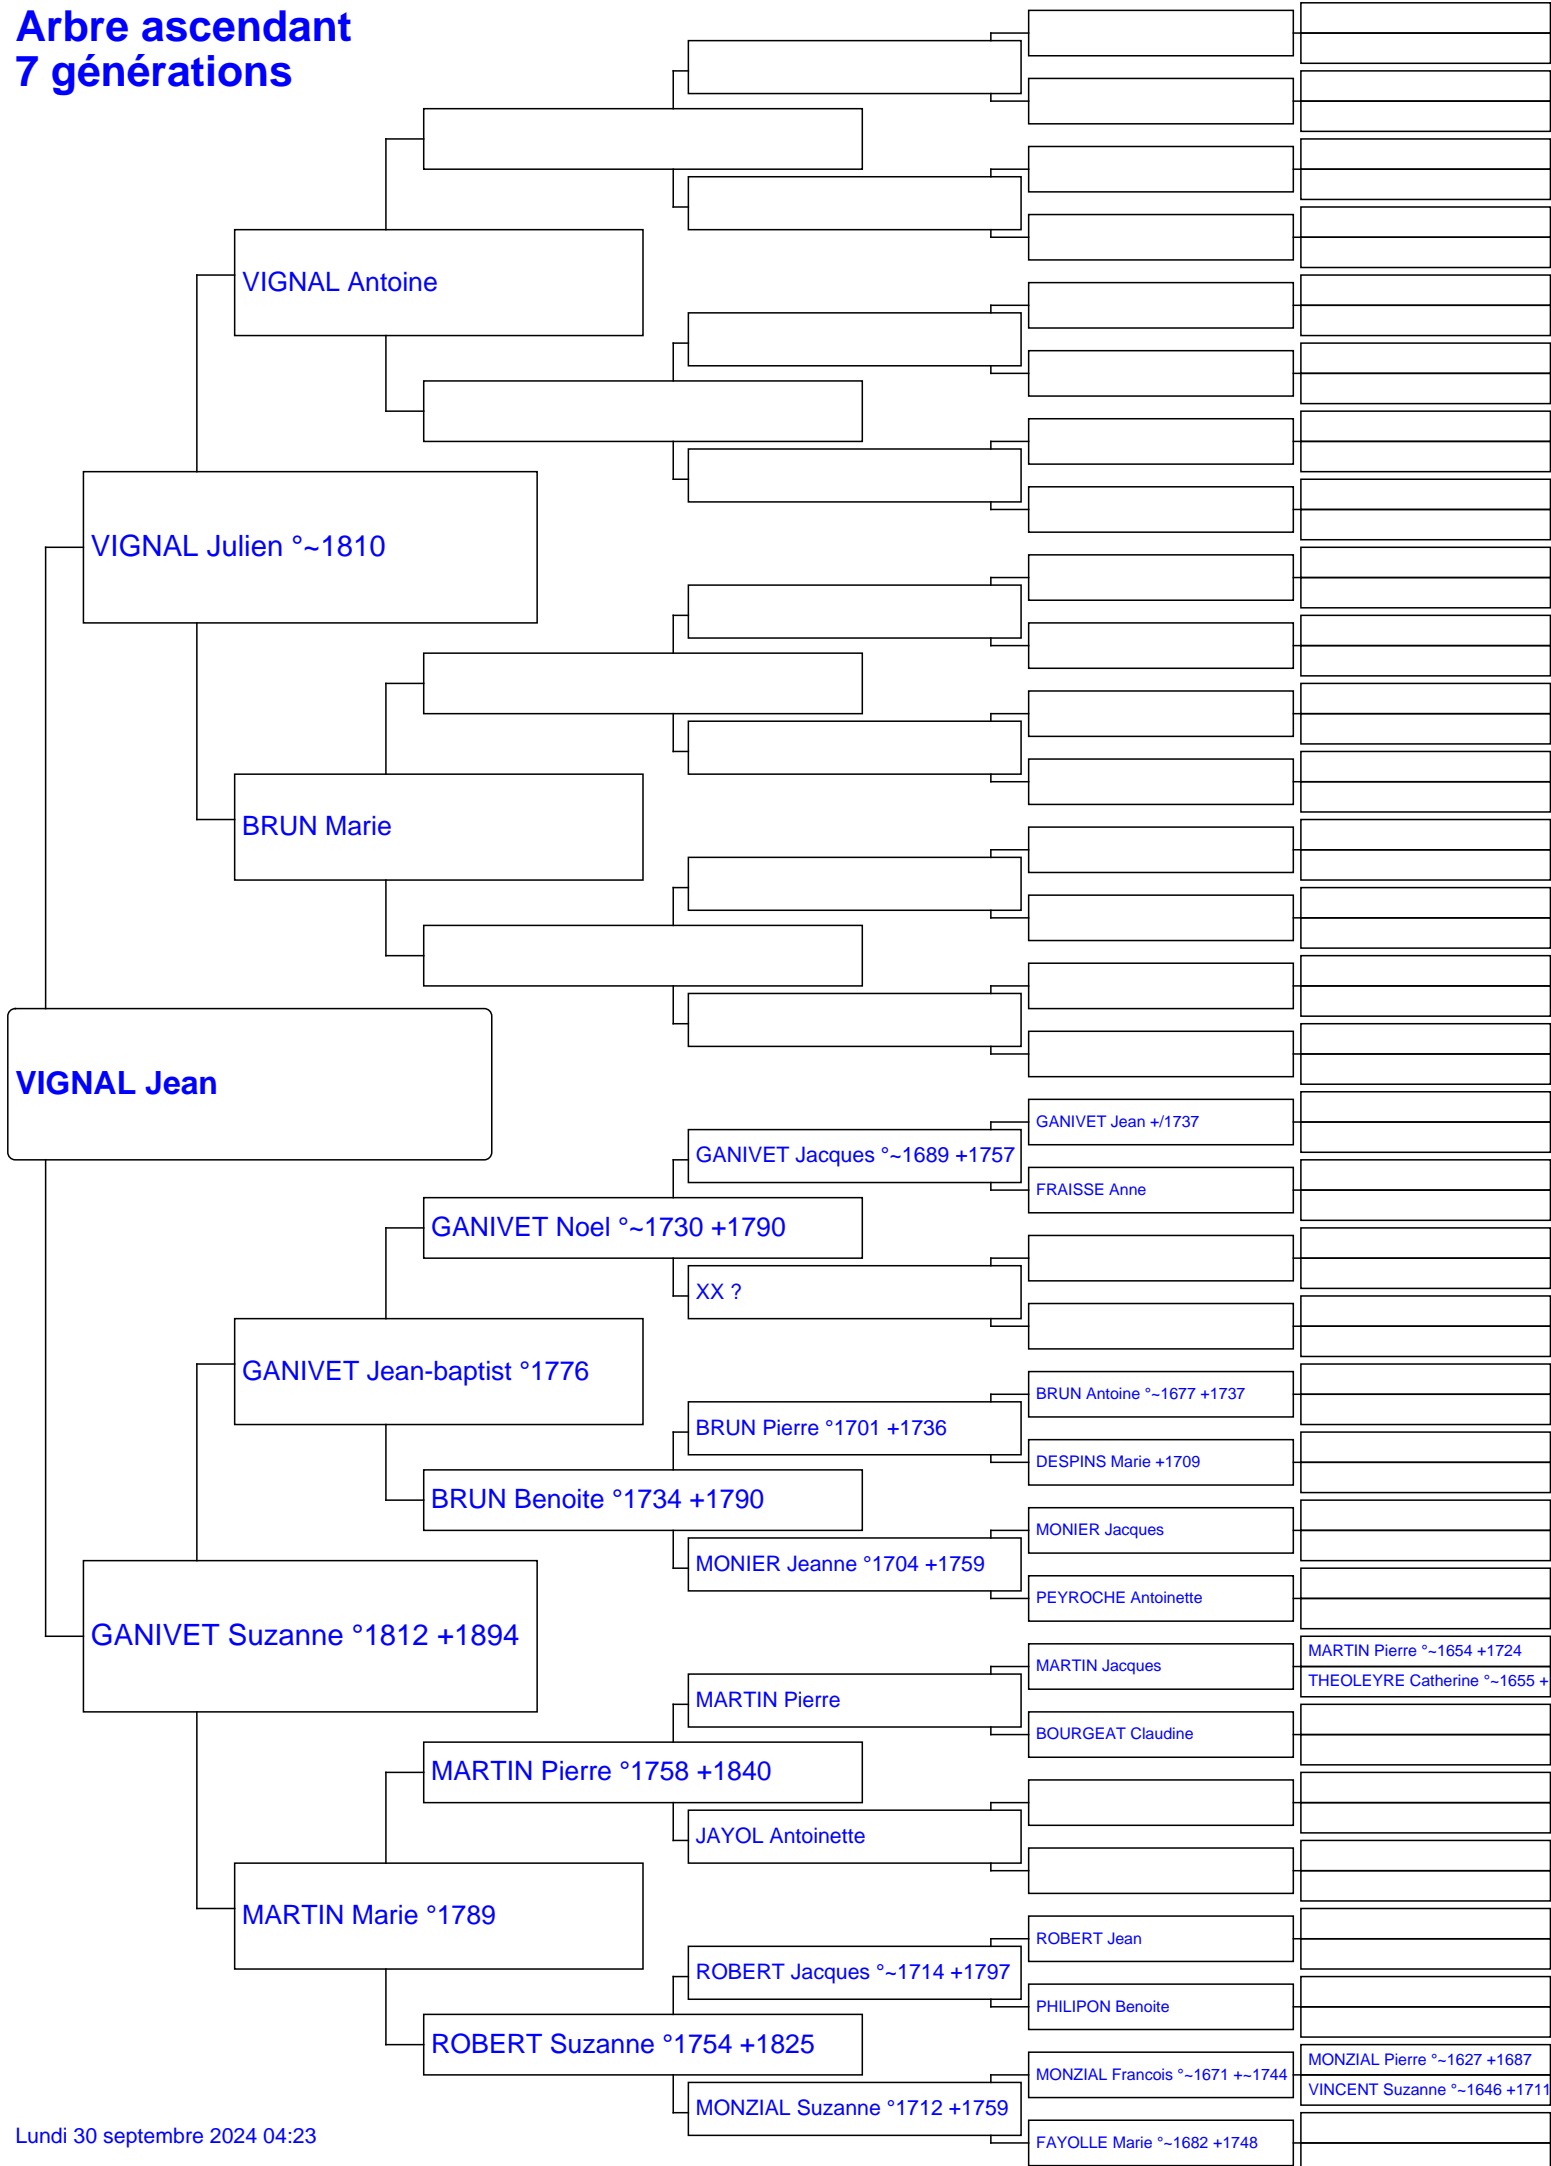 Arbre ascendant
7 générations
VIGNAL Antoine
VIGNAL Julien °~1810
BRUN Marie
VIGNAL Jean
GANIVET Jean +/1737
GANIVET Jacques °~1689 +1757
FRAISSE Anne
GANIVET Noel °~1730 +1790
XX ?
GANIVET Jean-baptist °1776
BRUN Antoine °~1677 +1737
BRUN Pierre °1701 +1736
DESPINS Marie +1709
BRUN Benoite °1734 +1790
MONIER Jacques
MONIER Jeanne °1704 +1759
PEYROCHE Antoinette
GANIVET Suzanne °1812 +1894
MARTIN Pierre °~1654 +1724
MARTIN Jacques
THEOLEYRE Catherine °~1655 +
MARTIN Pierre
BOURGEAT Claudine
MARTIN Pierre °1758 +1840
JAYOL Antoinette
MARTIN Marie °1789
ROBERT Jean
ROBERT Jacques °~1714 +1797
PHILIPON Benoite
ROBERT Suzanne °1754 +1825
MONZIAL Pierre °~1627 +1687
MONZIAL Francois °~1671 +~1744
VINCENT Suzanne °~1646 +1711
MONZIAL Suzanne °1712 +1759
FAYOLLE Marie °~1682 +1748
Lundi 30 septembre 2024 04:23